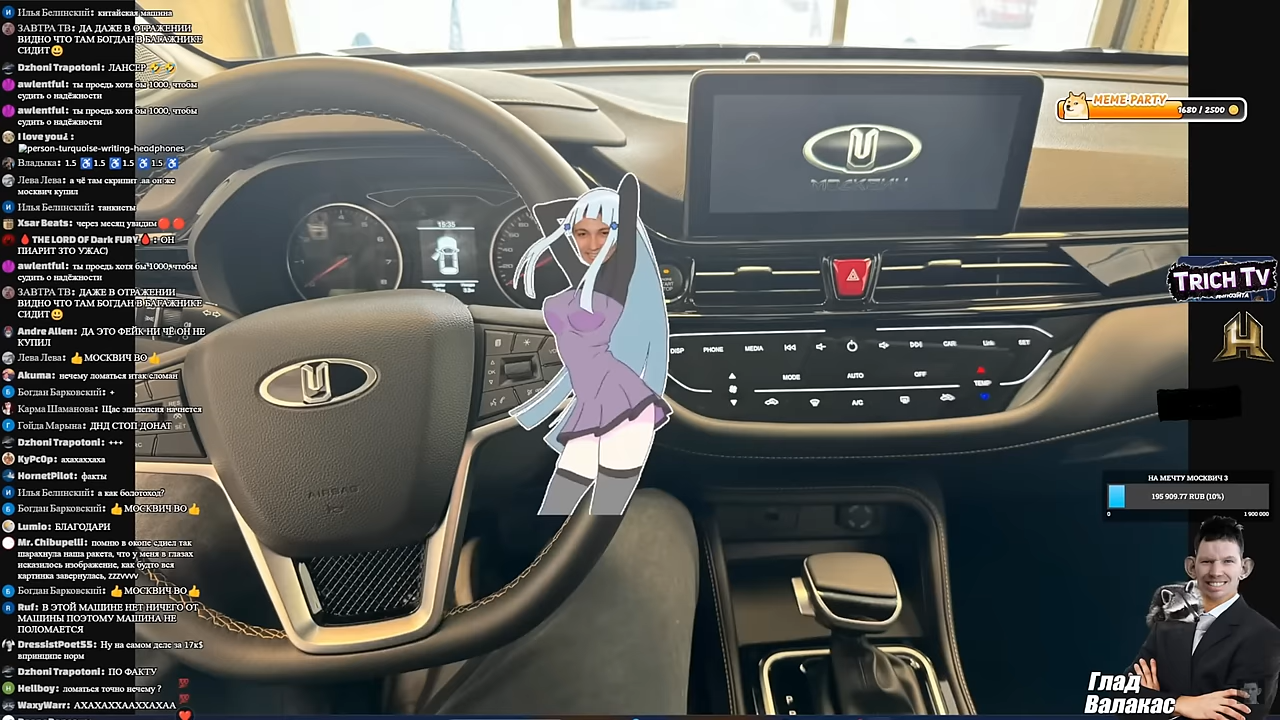 Илья Белинский: китайская машина
ЗАВТРА ТВ: ДА ДАЖЕ В ОТРАЖЕНИИ
ВИДНО ЧТО ТАМ БОГДАН В БАГАЖНИКЕ
СИДИТ
Dzhoni Trapotoni: ЛАНСЕР
awlentful: ты проедь хотя бы 1000, чтобы
судить о надёжности
awlentful: ты проедь хотя бы 1000, чтобы
судить о надёжности
I love you¿ :
person-turquoise-writing-headphones
Владыка: 1.5 1.5 1.5 1.5
Лева Лева: а чё там скрипит
москвич купил
Илья Белинский: танкисты
Xsar Beats: через месяц увидим
THE LORD OF Dark FURY : ОН
ПИАРИТ ЭТО УЖАС)
awlentful: ты проедь хотя бы 1000, чтобы
судить о надёжности
ЗАВТРА ТВ: ДАЖЕ В ОТРАЖЕНИИ
ВИДНО ЧТО ТАМ БОГДАН В БАГАЖНИКЕ
СИДИТ
Andre Allen: ДА ЭТО ФЕЙК НИ ЧЁ ОН НЕ
КУПИЛ
Лева Лева: МОСКВИЧ ВО
Akuma: нечему ломаться итак сломан
Богдан Барковский: +
Карма Шаманова: Щас эпилепсия начнется
Гойда Марьина: ДНД СТОП ДОНАТ
Dzhoni Trapotoni: +++
KyPcOp: ахахаххаха
HornetPilot: факты
Илья Белинский: а как болотоход?
Богдан Барковский: МОСКВИЧ ВО
Lumio: БЛАГОДАРИ
Mr. Chibupelli: помню в окопе сдиел так
шарахнула наша ракета, что у меня в глазах
исказилось изображение, как будто вся
картинка завернулась, zzzvvvv
Богдан Барковский: МОСКВИЧ ВО
Ruf: В ЭТОЙ МАШИНЕ НЕТ НИЧЕГО ОТ
МАШИНЫ ПОЭТОМУ МАШИНА НЕ
ПОЛОМАЕТСЯ
DressistPoet55: Ну на самом деле за 17к$
впринципе норм
Dzhoni Trapotoni: ПО ФАКТУ
Hellboy: ломаться точно нечему ?
WaxyWarr: АХАХАХХААХХАХАА
15:35
AIRBAG
МОСКВИЧ
DISP PHONE MEDIA CAR Link SET
MODE AUTO OFF TEMP
A/C
MEME PARTY
1680 / 2500
TRICH TV
НА МЕЧТУ МОСКВИЧ 3
195 909.77 RUB (10%)
0 1 900 000
Глад
Валакас